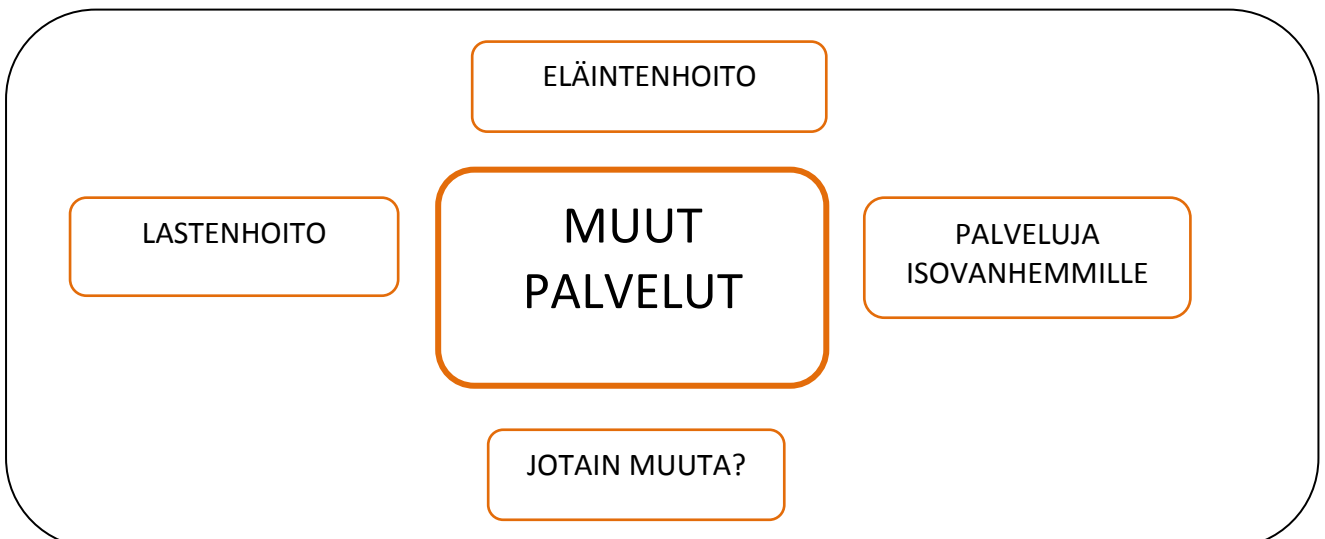 ELÄINTENHOITO
LASTENHOITO
MUUT
PALVELUT
PALVELUJA
ISOVANHEMMILLE
JOTAIN MUUTA?